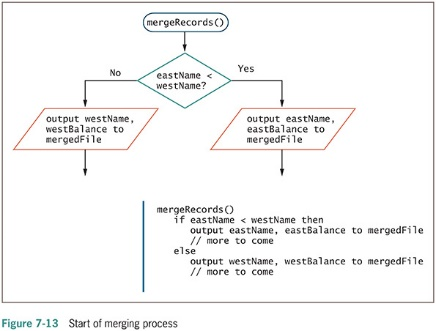 mergeRecords()
eastName <
westName?
No
Yes
output westName,
westBalance to
mergedFile
output eastName,
eastBalance to
mergedFile
mergeRecords()
if eastName < westName then
output eastName, eastBalance to mergedFile
// more to come
else
output westName, westBalance to mergedFile
// more to come
Figure 7-13 Start of merging process